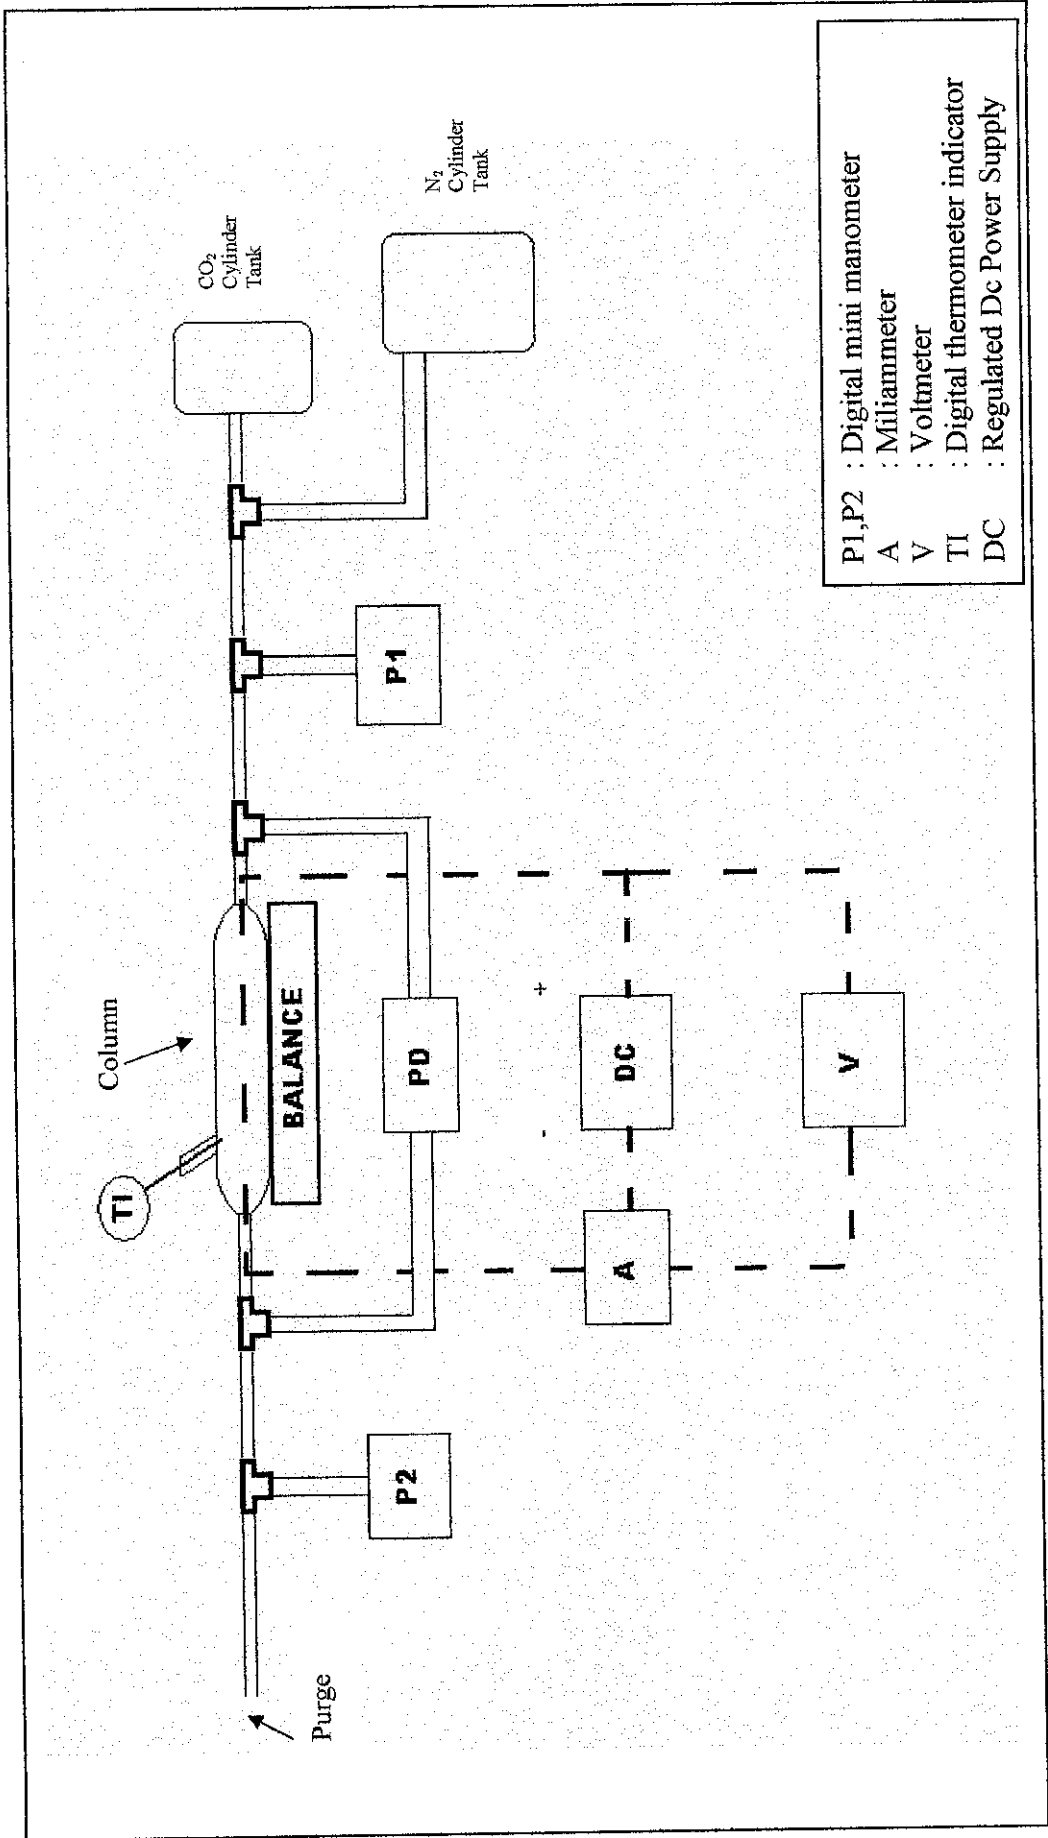 Purge
P2
TI
Column
BALANCE
PD
- +
A
DC
V
P1
CO₂
Cylinder
Tank
N₂
Cylinder
Tank
P1,P2 : Digital mini manometer
A : Miliammeter
V : Voltmeter
TI : Digital thermometer indicator
DC : Regulated Dc Power Supply